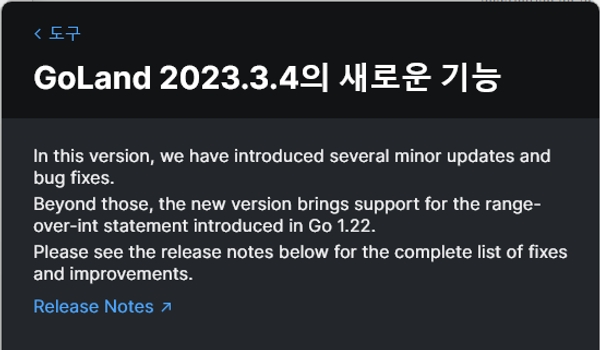 도구
GoLand 2023.3.4의 새로운 기능
In this version, we have introduced several minor updates and
bug fixes.
Beyond those, the new version brings support for the range-
over-int statement introduced in Go 1.22.
Please see the release notes below for the complete list of fixes
and improvements.
Release Notes ↗